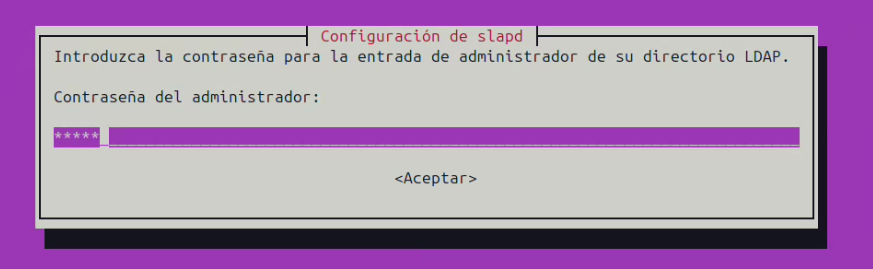 Configuración de slapd
Introduzca la contraseña para la entrada de administrador de su directorio LDAP.
Contraseña del administrador:
*****
<Aceptar>